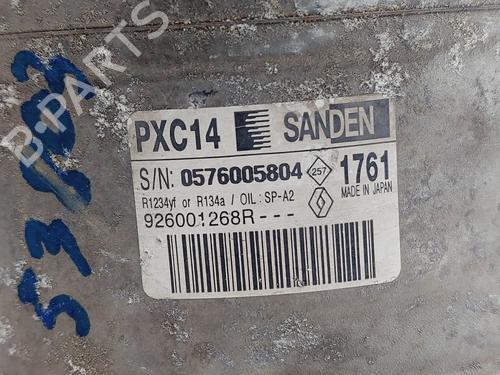 B-PARTS
PXC14 SANDEN
S/N: 0576005804 257 1761
R1234yf or R134a / OIL: SP-A2 MADE IN JAPAN
926001268R---